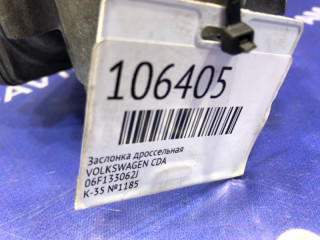 106405
Заслонка дроссельная
VOLKSWAGEN CDA
06F133062J
К-35 №1185